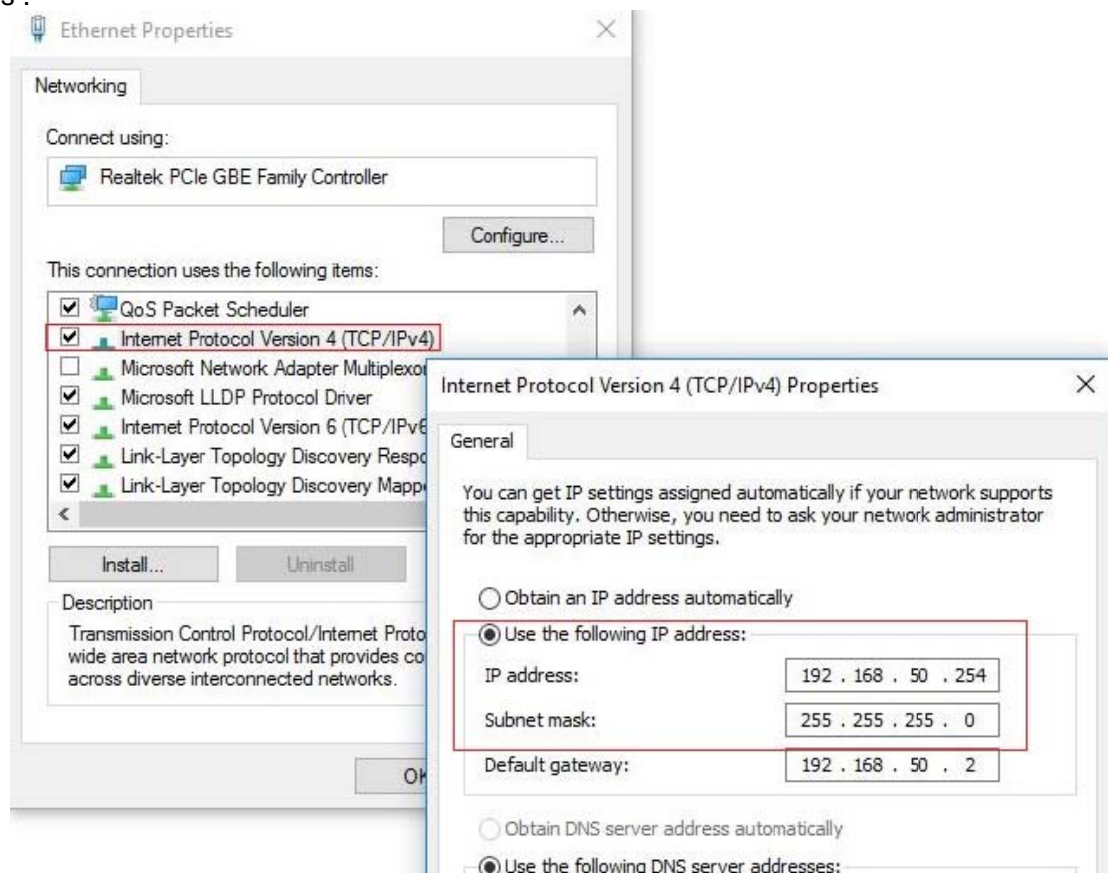 s :
Ethernet Properties
Networking
Connect using:
Realtek PCIe GBE Family Controller
Configure...
This connection uses the following items:
QoS Packet Scheduler
Internet Protocol Version 4 (TCP/IPv4)
Microsoft Network Adapter Multiplexor
Microsoft LLDP Protocol Driver
Internet Protocol Version 6 (TCP/IPv6
Link-Layer Topology Discovery Respo
Link-Layer Topology Discovery Mappe
Install...
Uninstall
Description
Transmission Control Protocol/Internet Proto
wide area network protocol that provides co
across diverse interconnected networks.
OK
Internet Protocol Version 4 (TCP/IPv4) Properties
General
You can get IP settings assigned automatically if your network supports
this capability. Otherwise, you need to ask your network administrator
for the appropriate IP settings.
Obtain an IP address automatically
Use the following IP address:
IP address: 192 . 168 . 50 . 254
Subnet mask: 255 . 255 . 255 . 0
Default gateway: 192 . 168 . 50 . 2
Obtain DNS server address automatically
Use the following DNS server addresses: